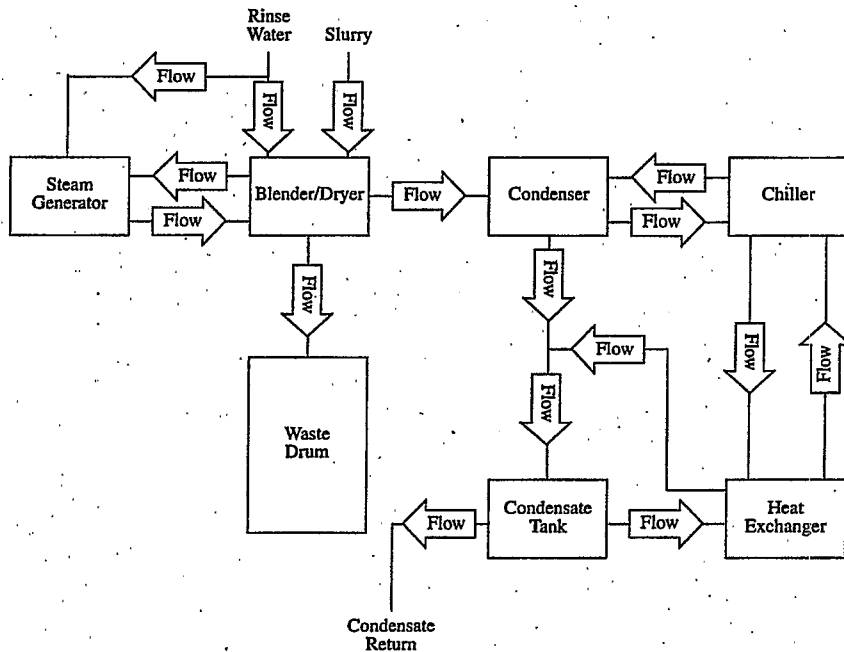 Rinse
Water
Slurry
Flow
Flow
Flow
Steam
Generator
Flow
Flow
Blender/Dryer
Flow
Condenser
Flow
Flow
Chiller
Flow
Flow
Flow
Flow
Flow
Flow
Waste
Drum
Flow
Condensate
Tank
Flow
Heat
Exchanger
Condensate
Return